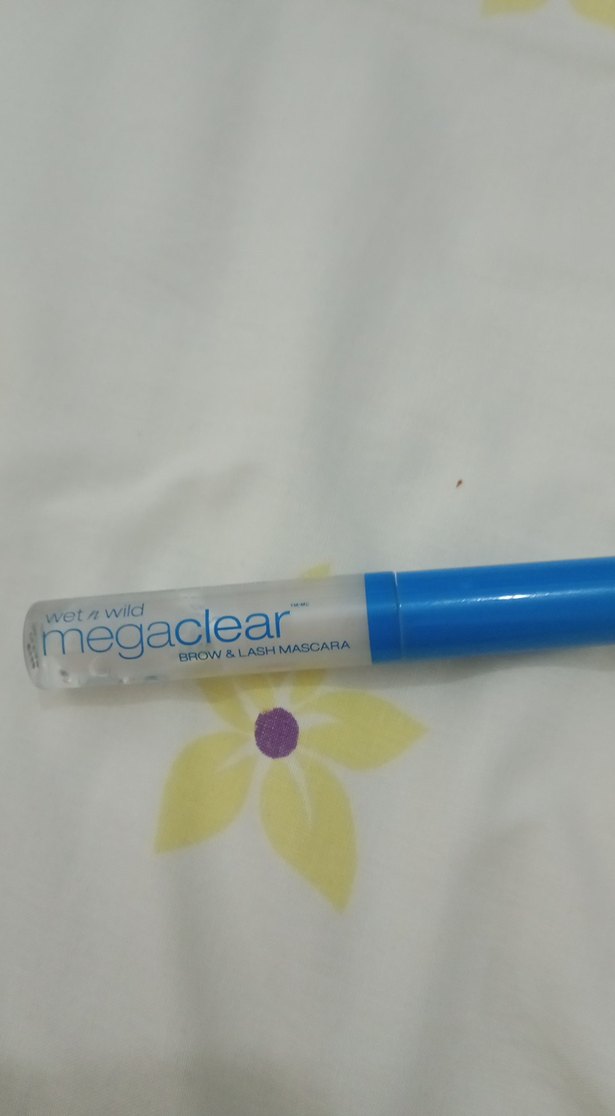 wet n wild
megaclear
BROW & LASH MASCARA